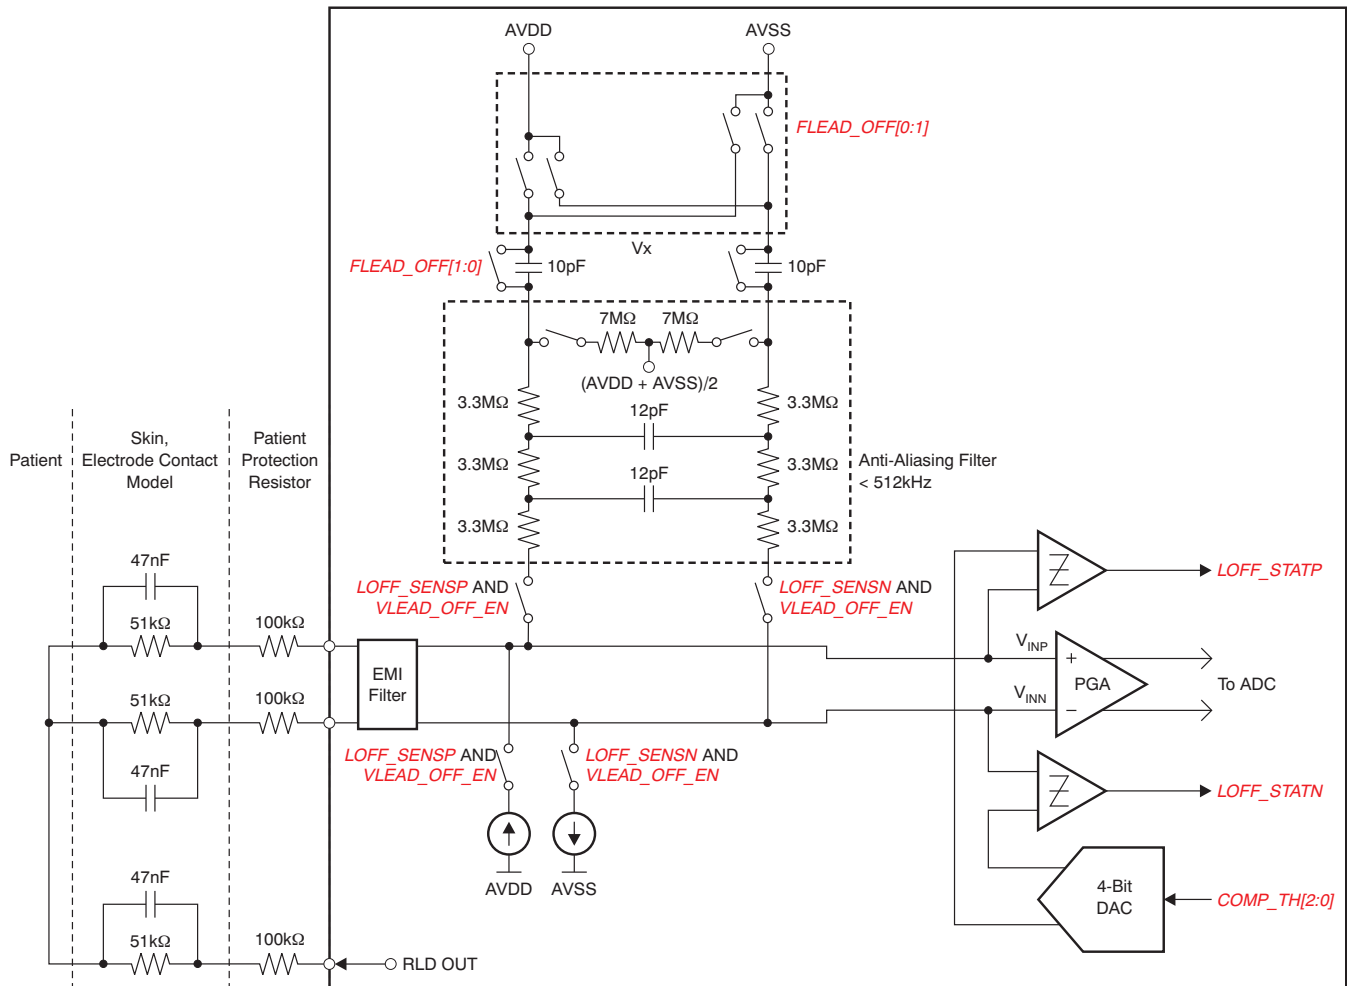 AVDD
AVSS
FLEAD_OFF[0:1]
Vx
FLEAD_OFF[1:0]
10pF
10pF
7MΩ
7MΩ
(AVDD + AVSS)/2
3.3MΩ
12pF
3.3MΩ
Skin,
Electrode Contact
Model
Patient
Patient
Protection
Resistor
3.3MΩ
12pF
3.3MΩ
Anti-Aliasing Filter
< 512kHz
3.3MΩ
3.3MΩ
47nF
LOFF_SENSP AND
VLEAD_OFF_EN
LOFF_SENSN AND
VLEAD_OFF_EN
LOFF_STATP
51kΩ
100kΩ
EMI
Filter
VINP
+
PGA
To ADC
51kΩ
100kΩ
VINN
−
47nF
LOFF_SENSP AND
VLEAD_OFF_EN
LOFF_SENSN AND
VLEAD_OFF_EN
LOFF_STATN
AVDD
AVSS
47nF
4-Bit
DAC
COMP_TH[2:0]
51kΩ
100kΩ
RLD OUT